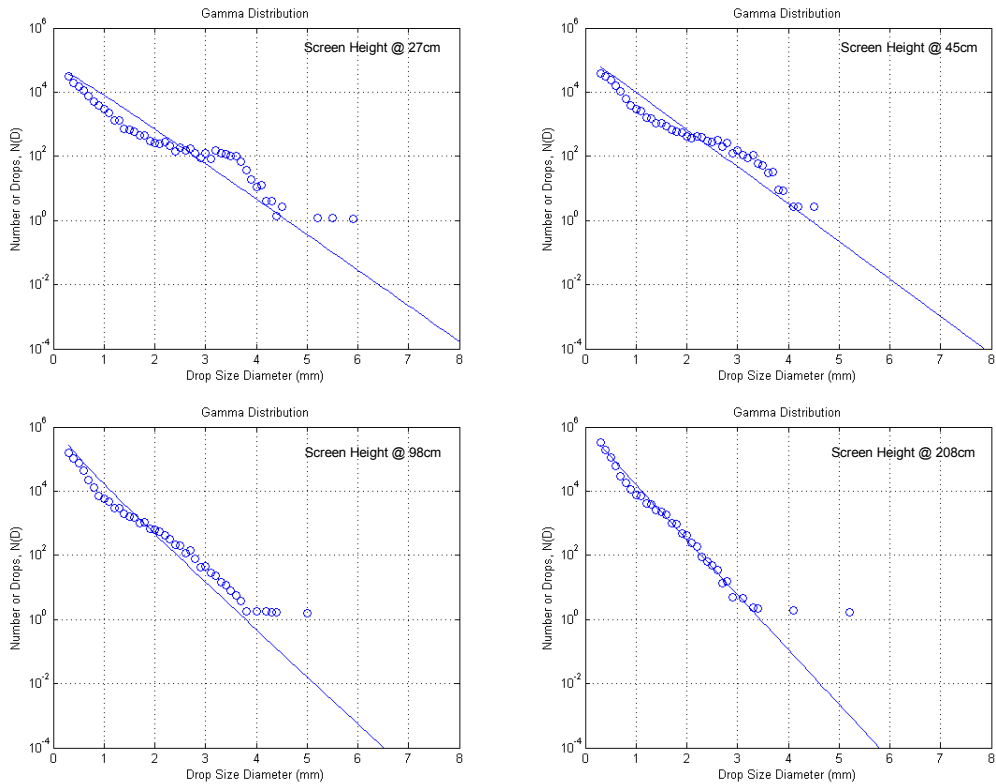 Gamma Distribution
Screen Height @ 27cm
Number or Drops, N(D)
10^6
10^4
10^2
10^0
10^-2
10^-4
0 1 2 3 4 5 6 7 8
Drop Size Diameter (mm)
Gamma Distribution
Screen Height @ 45cm
Number or Drops, N(D)
10^6
10^4
10^2
10^0
10^-2
10^-4
0 1 2 3 4 5 6 7 8
Drop Size Diameter (mm)
Gamma Distribution
Screen Height @ 98cm
Number or Drops, N(D)
10^6
10^4
10^2
10^0
10^-2
10^-4
0 1 2 3 4 5 6 7 8
Drop Size Diameter (mm)
Gamma Distribution
Screen Height @ 208cm
Number or Drops, N(D)
10^6
10^4
10^2
10^0
10^-2
10^-4
0 1 2 3 4 5 6 7 8
Drop Size Diameter (mm)